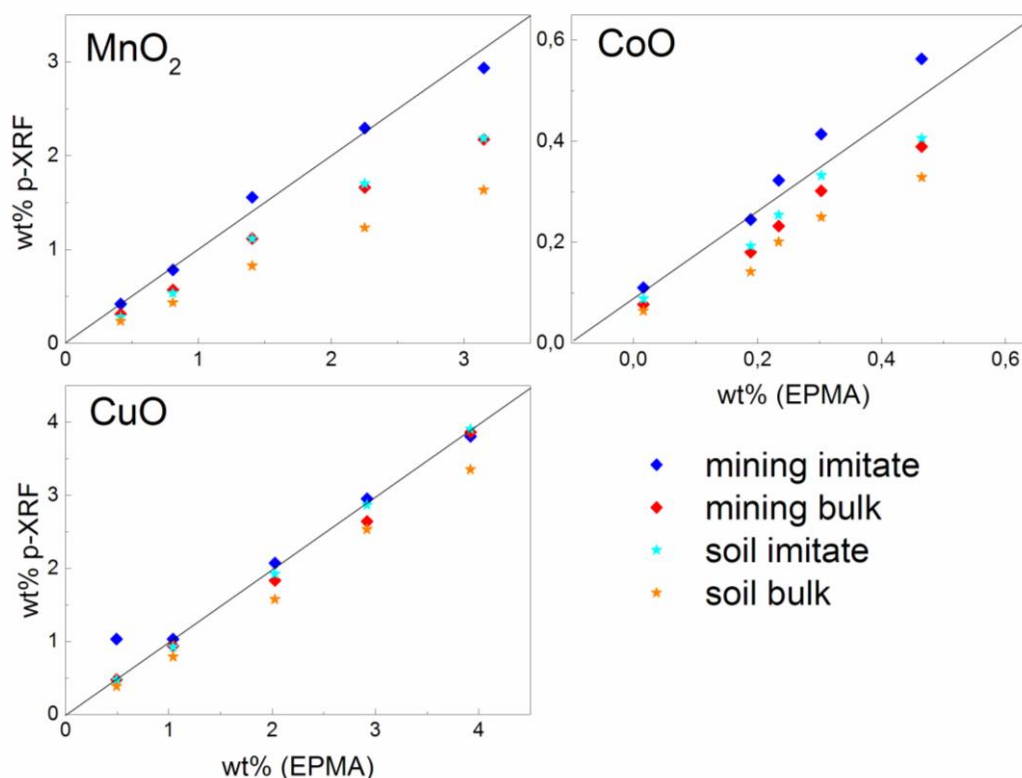 MnO₂
wt% p-XRF
3
2
1
0
0 1 2 3
CoO
0,6
0,4
0,2
0,0
0,0 0,2 0,4 0,6
wt% (EPMA)
CuO
wt% p-XRF
4
3
2
1
0
0 1 2 3 4
wt% (EPMA)
mining imitate
mining bulk
soil imitate
soil bulk